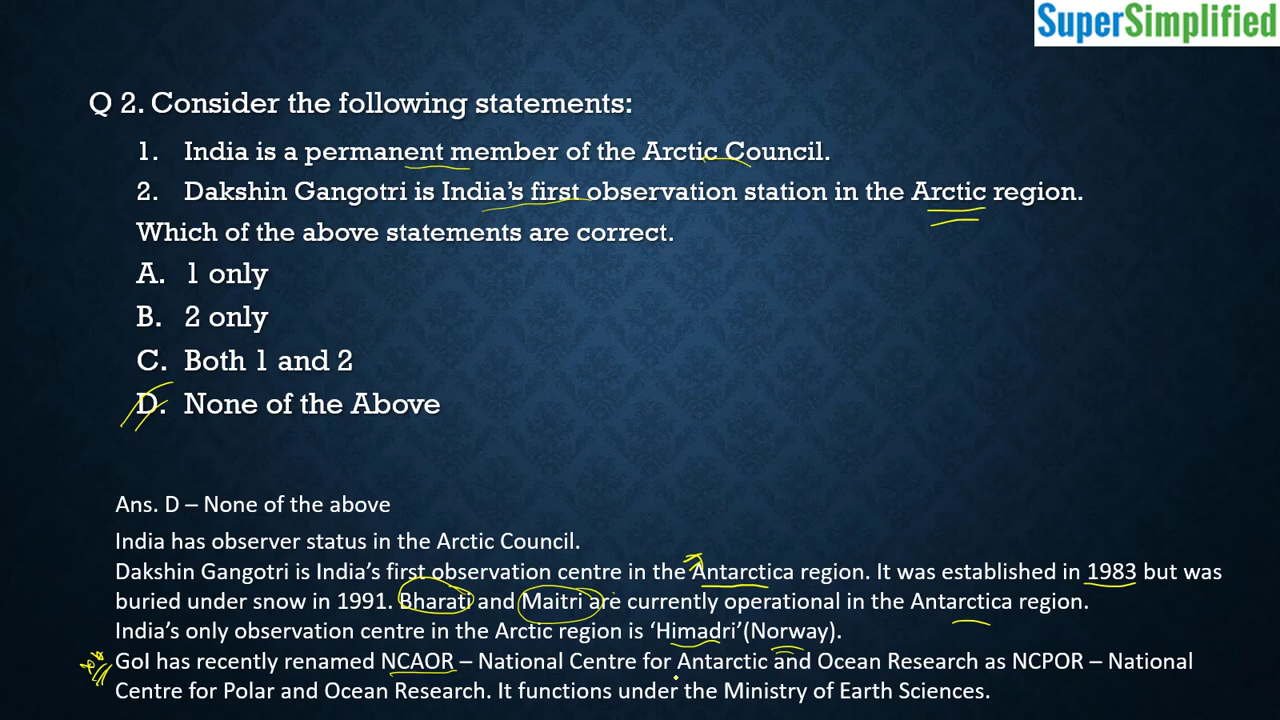 SuperSimplified
Q 2. Consider the following statements:
1. India is a permanent member of the Arctic Council.
2. Dakshin Gangotri is India's first observation station in the Arctic region.
Which of the above statements are correct.
A. 1 only
B. 2 only
C. Both 1 and 2
D. None of the Above
Ans. D – None of the above
India has observer status in the Arctic Council.
Dakshin Gangotri is India's first observation centre in the Antarctica region. It was established in 1983 but was
buried under snow in 1991. Bharati and Maitri are currently operational in the Antarctica region.
India's only observation centre in the Arctic region is 'Himadri'(Norway).
GoI has recently renamed NCAOR – National Centre for Antarctic and Ocean Research as NCPOR – National
Centre for Polar and Ocean Research. It functions under the Ministry of Earth Sciences.